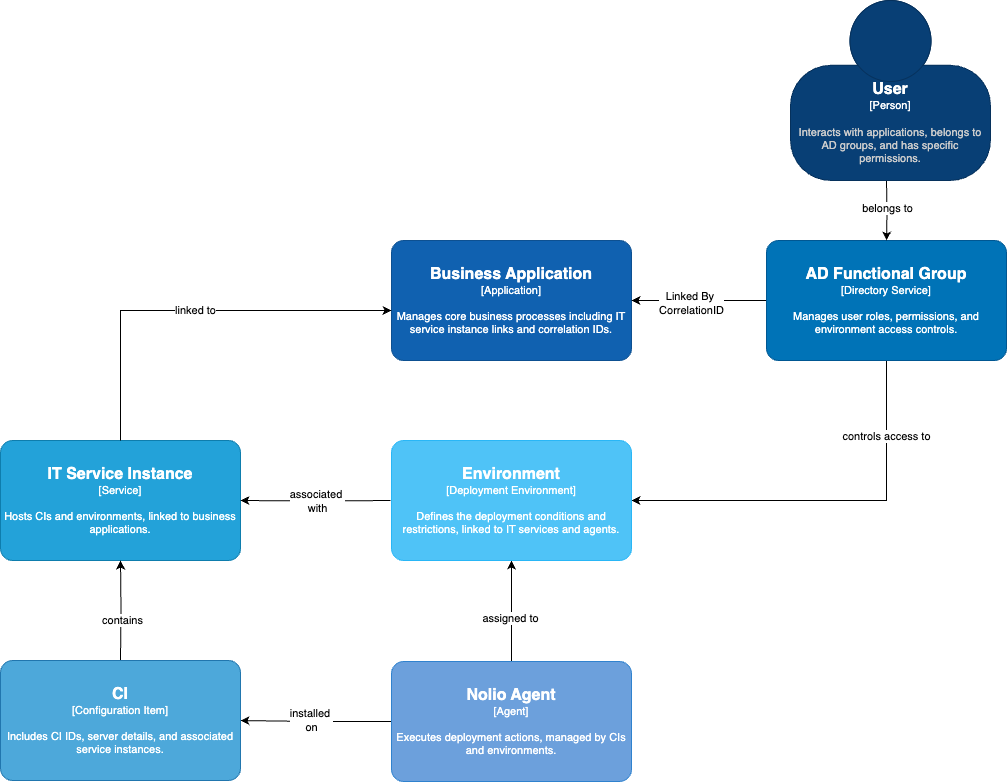 User
[Person]
Interacts with applications, belongs to
AD groups, and has specific
permissions.
belongs to
Business Application
[Application]
Manages core business processes including IT
service instance links and correlation IDs.
Linked By
CorrelationID
AD Functional Group
[Directory Service]
Manages user roles, permissions, and
environment access controls.
linked to
controls access to
IT Service Instance
[Service]
Hosts CIs and environments, linked to business
applications.
associated
with
Environment
[Deployment Environment]
Defines the deployment conditions and
restrictions, linked to IT services and agents.
contains
assigned to
CI
[Configuration Item]
Includes CI IDs, server details, and associated
service instances.
installed
on
Nolio Agent
[Agent]
Executes deployment actions, managed by CIs
and environments.